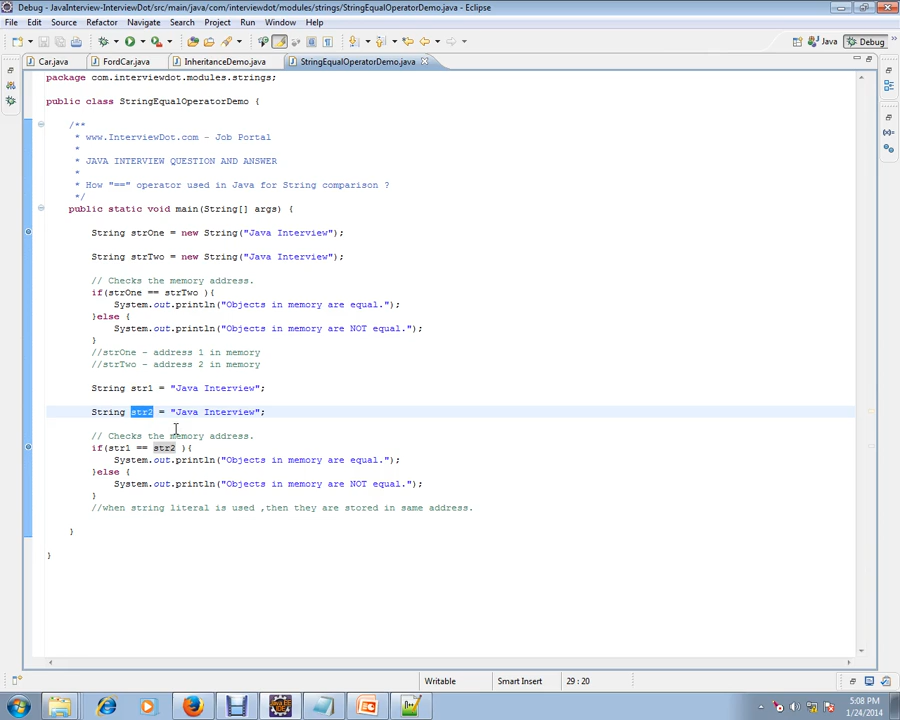 Debug - JavaInterview-InterviewDot/src/main/java/com/interviewdot/modules/strings/StringEqualOperatorDemo.java - Eclipse
File Edit Source Refactor Navigate Search Project Run Window Help
Java Debug
Car.java FordCar.java InheritanceDemo.java StringEqualOperatorDemo.java
package com.interviewdot.modules.strings;
public class StringEqualOperatorDemo {
/**
* www.InterviewDot.com - Job Portal
*
* JAVA INTERVIEW QUESTION AND ANSWER
*
* How "==" operator used in Java for String comparison ?
*/
public static void main(String[] args) {
String strOne = new String("Java Interview");
String strTwo = new String("Java Interview");
// Checks the memory address.
if(strOne == strTwo ){
System.out.println("Objects in memory are equal.");
}else {
System.out.println("Objects in memory are NOT equal.");
}
//strOne - address 1 in memory
//strTwo - address 2 in memory
String str1 = "Java Interview";
String str2 = "Java Interview";
// Checks the memory address.
if(str1 == str2 ){
System.out.println("Objects in memory are equal.");
}else {
System.out.println("Objects in memory are NOT equal.");
}
//when string literal is used ,then they are stored in same address.
}
}
Writable Smart Insert 29 : 20
5:08 PM
1/24/2014